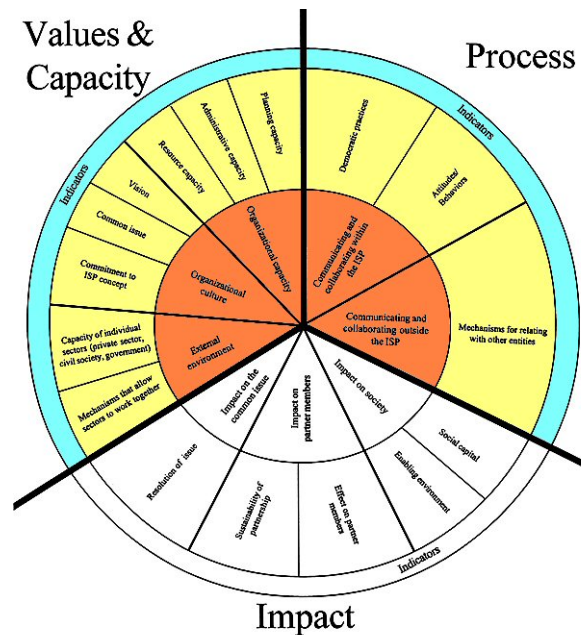 Values &
Capacity
Process
Indicators
Indicators
Planning capacity
Administrative capacity
Resource capacity
Vision
Common issue
Commitment to
ISP concept
Capacity of individual
sectors (private sector,
civil society, government)
Mechanisms that allow
sectors to work together
Democratic practices
Attitudes/
Behaviors
Mechanisms for relating
with other entities
Organizational capacity
Organizational
culture
External
environment
Communicating and
collaborating within
the ISP
Communicating and
collaborating outside
the ISP
Impact on the
common issue
Impact on
partner members
Impact on society
Resolution of issue
Sustainability of
partnership
Effect on partner
members
Enabling environment
Social capital
Indicators
Impact